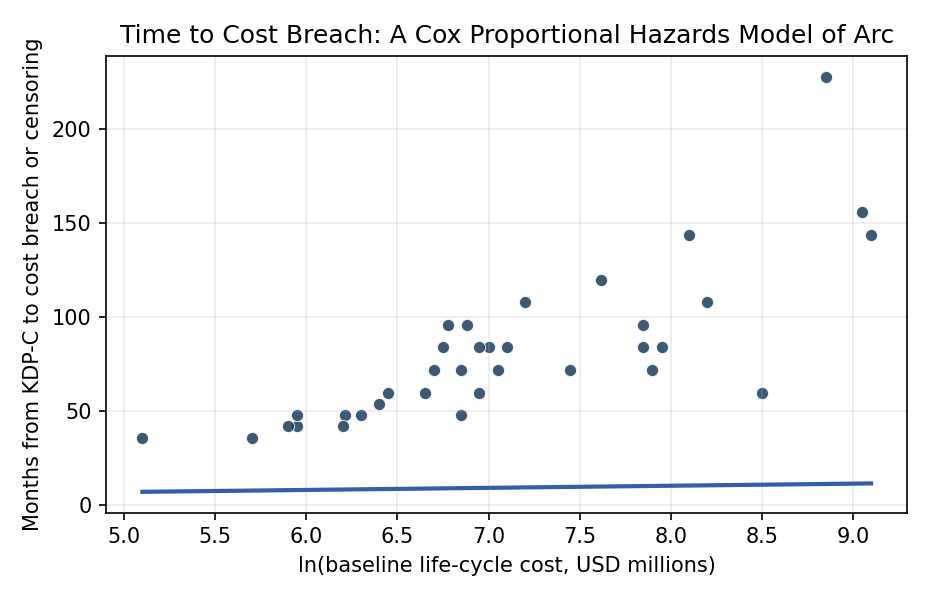 Time to Cost Breach: A Cox Proportional Hazards Model of Arc
Months from KDP-C to cost breach or censoring
200
150
100
50
0
5.0 5.5 6.0 6.5 7.0 7.5 8.0 8.5 9.0
ln(baseline life-cycle cost, USD millions)